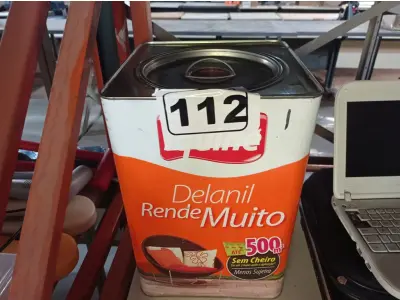 112
Delanil
Rende Muito
500
Sem Cheiro
Menos Sujeira